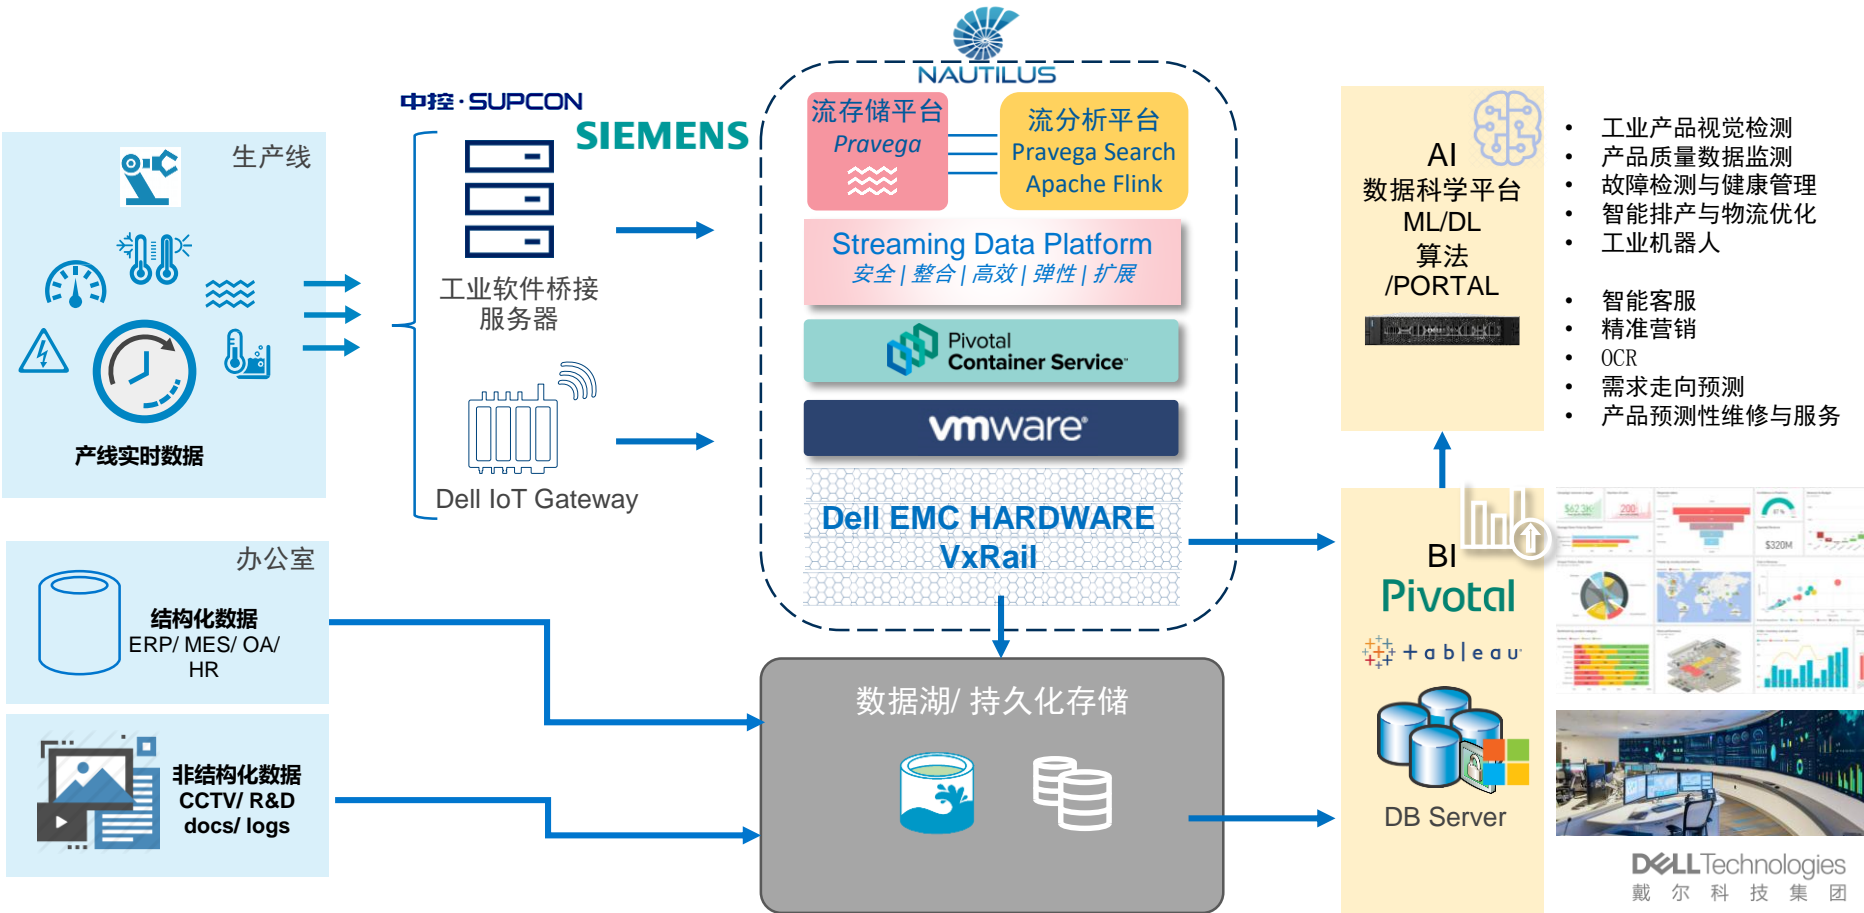 NAUTILUS
中控·SUPCON
SIEMENS
生产线
产线实时数据
工业软件桥接
服务器
Dell IoT Gateway
办公室
结构化数据
ERP/ MES/ OA/
HR
非结构化数据
CCTV/ R&D
docs/ logs
流存储平台
Pravega
流分析平台
Pravega Search
Apache Flink
Streaming Data Platform
安全 | 整合 | 高效 | 弹性 | 扩展
Pivotal
Container Service™
vmware®
Dell EMC HARDWARE
VxRail
数据湖/ 持久化存储
AI
数据科学平台
ML/DL
算法
/PORTAL
BI
Pivotal
+ableau
DB Server
• 工业产品视觉检测
• 产品质量数据监测
• 故障检测与健康管理
• 智能排产与物流优化
• 工业机器人
• 智能客服
• 精准营销
• OCR
• 需求走向预测
• 产品预测性维修与服务
$320M
DELLTechnologies
戴尔科技集团